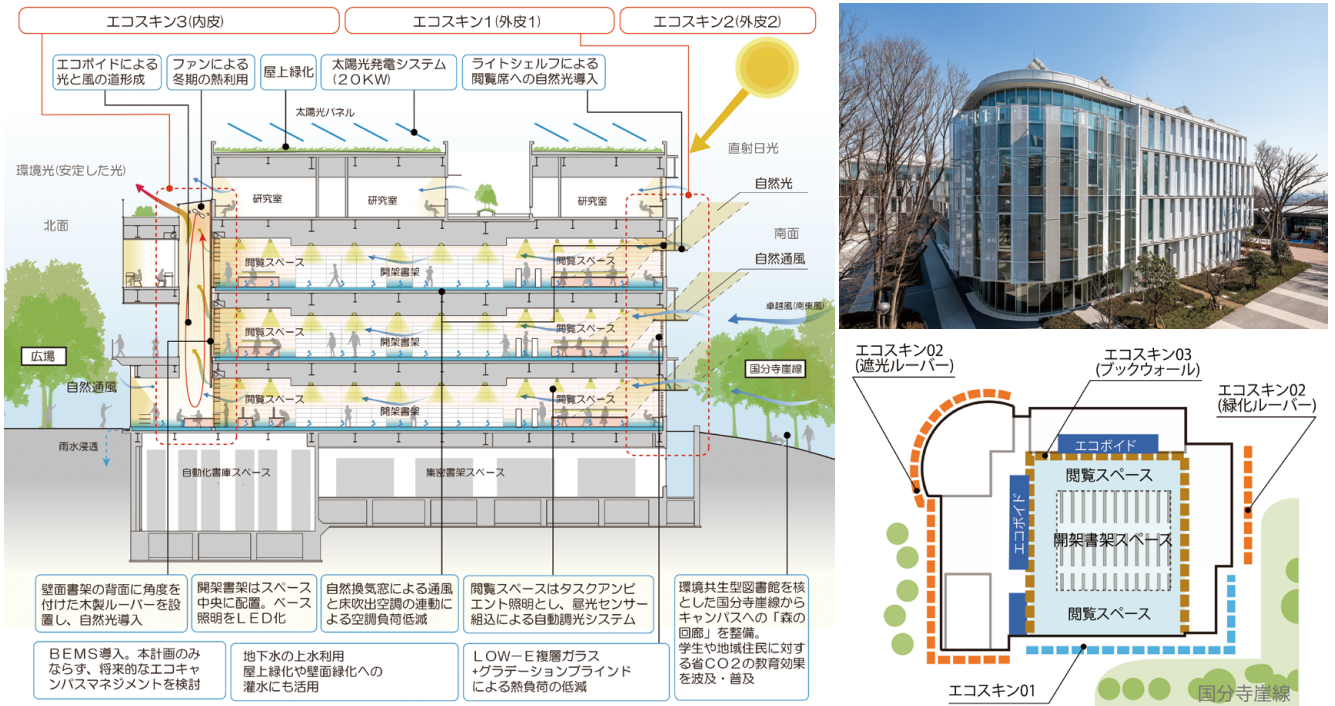 エコスキン3(内皮)
エコスキン1(外皮1)
エコスキン2(外皮2)
エコボイドによる
光と風の道形成
ファンによる
冬期の熱利用
屋上緑化
太陽光発電システム
(20KW)
ライトシェルフによる
閲覧席への自然光導入
太陽光パネル
直射日光
環境光(安定した光)
自然光
研究室
研究室
研究室
北面
南面
閲覧スペース
開架書架
閲覧スペース
自然通風
卓越風(南東風)
閲覧スペース
開架書架
閲覧スペース
広場
国分寺崖線
自然通風
閲覧スペース
開架書架
閲覧スペース
雨水浸透
自動化書庫スペース
集密書架スペース
壁面書架の背面に角度を
付けた木製ルーバーを設
置し、自然光導入
開架書架はスペース
中央に配置。ベース
照明をLED化
自然換気窓による通風
と床吹出空調の連動に
よる空調負荷低減
閲覧スペースはタスクアンビ
エント照明とし、昼光センサー
組込による自動調光システム
環境共生型図書館を核
とした国分寺崖線から
キャンパスへの「森の
回廊」を整備。
学生や地域住民に対す
る省CO2の教育効果
を波及・普及
BEMS導入。本計画のみ
ならず、将来的なエコキャ
ンパスマネジメントを検討
地下水の上水利用
屋上緑化や壁面緑化への
灌水にも活用
LOW-E複層ガラス
+グラデーションブラインド
による熱負荷の低減
エコスキン02
(遮光ルーバー)
エコスキン03
(ブックウォール)
エコスキン02
(緑化ルーバー)
エコボイド
閲覧スペース
エコボイド
開架書架スペース
閲覧スペース
エコスキン01
国分寺崖線